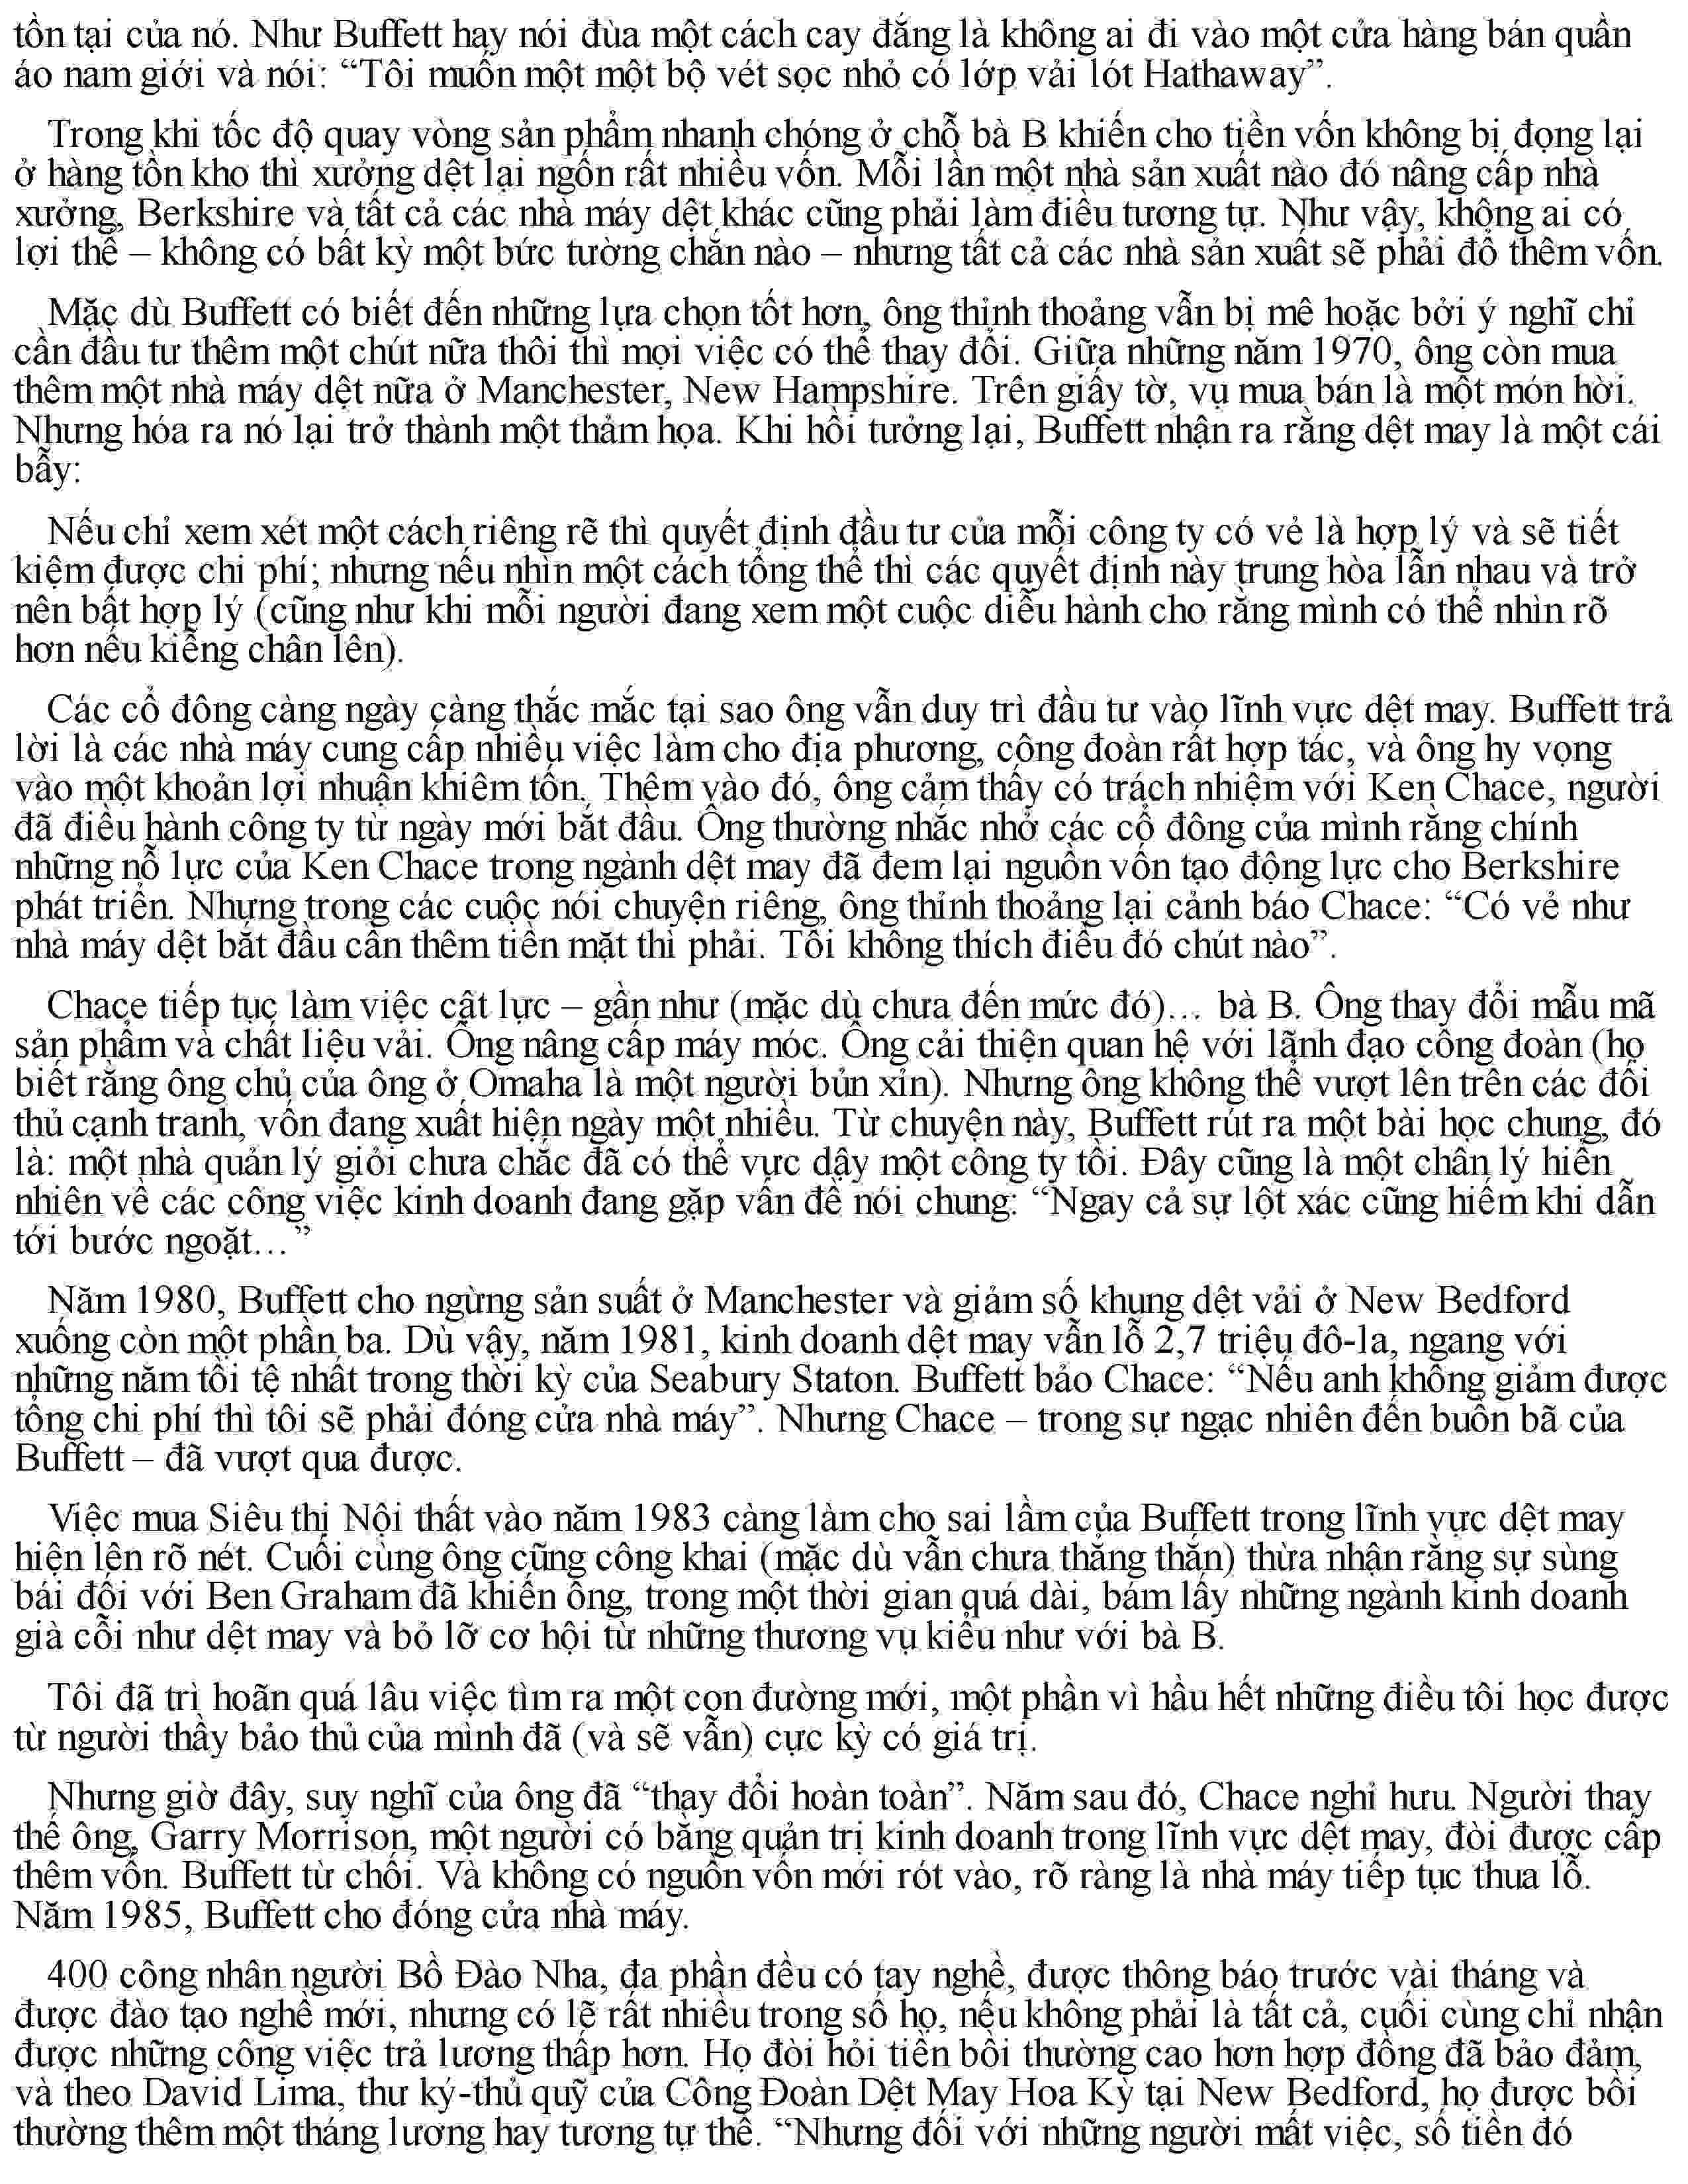 tồn tại của nó. Như Buffett hay nói đùa một cách cay đắng là không ai đi vào một cửa hàng bán quần
áo nam giới và nói: “Tôi muốn một một bộ vét sọc nhỏ có lớp vải lót Hathaway”.
Trong khi tốc độ quay vòng sản phẩm nhanh chóng ở chỗ bà B khiến cho tiền vốn không bị đọng lại
ở hàng tồn kho thì xưởng dệt lại ngốn rất nhiều vốn. Mỗi lần một nhà sản xuất nào đó nâng cấp nhà
xưởng, Berkshire và tất cả các nhà máy dệt khác cũng phải làm điều tương tự. Như vậy, không ai có
lợi thế – không có bất kỳ một bức tường chắn nào – nhưng tất cả các nhà sản xuất sẽ phải đổ thêm vốn.
Mặc dù Buffett có biết đến những lựa chọn tốt hơn, ông thỉnh thoảng vẫn bị mê hoặc bởi ý nghĩ chỉ
cần đầu tư thêm một chút nữa thôi thì mọi việc có thể thay đổi. Giữa những năm 1970, ông còn mua
thêm một nhà máy dệt nữa ở Manchester, New Hampshire. Trên giấy tờ, vụ mua bán là một món hời.
Nhưng hóa ra nó lại trở thành một thảm họa. Khi hồi tưởng lại, Buffett nhận ra rằng dệt may là một cái
bẫy:
Nếu chỉ xem xét một cách riêng rẽ thì quyết định đầu tư của mỗi công ty có vẻ là hợp lý và sẽ tiết
kiệm được chi phí; nhưng nếu nhìn một cách tổng thể thì các quyết định này trung hòa lẫn nhau và trở
nên bất hợp lý (cũng như khi mỗi người đang xem một cuộc diễu hành cho rằng mình có thể nhìn rõ
hơn nếu kiễng chân lên).
Các cổ đông càng ngày càng thắc mắc tại sao ông vẫn duy trì đầu tư vào lĩnh vực dệt may. Buffett trả
lời là các nhà máy cung cấp nhiều việc làm cho địa phương, công đoàn rất hợp tác, và ông hy vọng
vào một khoản lợi nhuận khiêm tốn. Thêm vào đó, ông cảm thấy có trách nhiệm với Ken Chace, người
đã điều hành công ty từ ngày mới bắt đầu. Ông thường nhắc nhở các cổ đông của mình rằng chính
những nỗ lực của Ken Chace trong ngành dệt may đã đem lại nguồn vốn tạo động lực cho Berkshire
phát triển. Nhưng trong các cuộc nói chuyện riêng, ông thỉnh thoảng lại cảnh báo Chace: “Có vẻ như
nhà máy dệt bắt đầu cần thêm tiền mặt thì phải. Tôi không thích điều đó chút nào”.
Chace tiếp tục làm việc cật lực – gần như (mặc dù chưa đến mức đó)… bà B. Ông thay đổi mẫu mã
sản phẩm và chất liệu vải. Ông nâng cấp máy móc. Ông cải thiện quan hệ với lãnh đạo công đoàn (họ
biết rằng ông chủ của ông ở Omaha là một người bủn xỉn). Nhưng ông không thể vượt lên trên các đối
thủ cạnh tranh, vốn đang xuất hiện ngày một nhiều. Từ chuyện này, Buffett rút ra một bài học chung, đó
là: một nhà quản lý giỏi chưa chắc đã có thể vực dậy một công ty tồi. Đây cũng là một chân lý hiển
nhiên về các công việc kinh doanh đang gặp vấn đề nói chung: “Ngay cả sự lột xác cũng hiếm khi dẫn
tới bước ngoặt…”
Năm 1980, Buffett cho ngừng sản suất ở Manchester và giảm số khung dệt vải ở New Bedford
xuống còn một phần ba. Dù vậy, năm 1981, kinh doanh dệt may vẫn lỗ 2,7 triệu đô-la, ngang với
những năm tồi tệ nhất trong thời kỳ của Seabury Staton. Buffett bảo Chace: “Nếu anh không giảm được
tổng chi phí thì tôi sẽ phải đóng cửa nhà máy”. Nhưng Chace – trong sự ngạc nhiên đến buồn bã của
Buffett – đã vượt qua được.
Việc mua Siêu thị Nội thất vào năm 1983 càng làm cho sai lầm của Buffett trong lĩnh vực dệt may
hiện lên rõ nét. Cuối cùng ông cũng công khai (mặc dù vẫn chưa thẳng thắn) thừa nhận rằng sự sùng
bái đối với Ben Graham đã khiến ông, trong một thời gian quá dài, bám lấy những ngành kinh doanh
già cỗi như dệt may và bỏ lỡ cơ hội từ những thương vụ kiểu như với bà B.
Tôi đã trì hoãn quá lâu việc tìm ra một con đường mới, một phần vì hầu hết những điều tôi học được
từ người thầy bảo thủ của mình đã (và sẽ vẫn) cực kỳ có giá trị.
Nhưng giờ đây, suy nghĩ của ông đã “thay đổi hoàn toàn”. Năm sau đó, Chace nghỉ hưu. Người thay
thế ông, Garry Morrison, một người có bằng quản trị kinh doanh trong lĩnh vực dệt may, đòi được cấp
thêm vốn. Buffett từ chối. Và không có nguồn vốn mới rót vào, rõ ràng là nhà máy tiếp tục thua lỗ.
Năm 1985, Buffett cho đóng cửa nhà máy.
400 công nhân người Bồ Đào Nha, đa phần đều có tay nghề, được thông báo trước vài tháng và
được đào tạo nghề mới, nhưng có lẽ rất nhiều trong số họ, nếu không phải là tất cả, cuối cùng chỉ nhận
được những công việc trả lương thấp hơn. Họ đòi hỏi tiền bồi thường cao hơn hợp đồng đã bảo đảm,
và theo David Lima, thư ký-thủ quỹ của Công Đoàn Dệt May Hoa Kỳ tại New Bedford, họ được bồi
thường thêm một tháng lương hay tương tự thế. “Nhưng đối với những người mất việc, số tiền đó